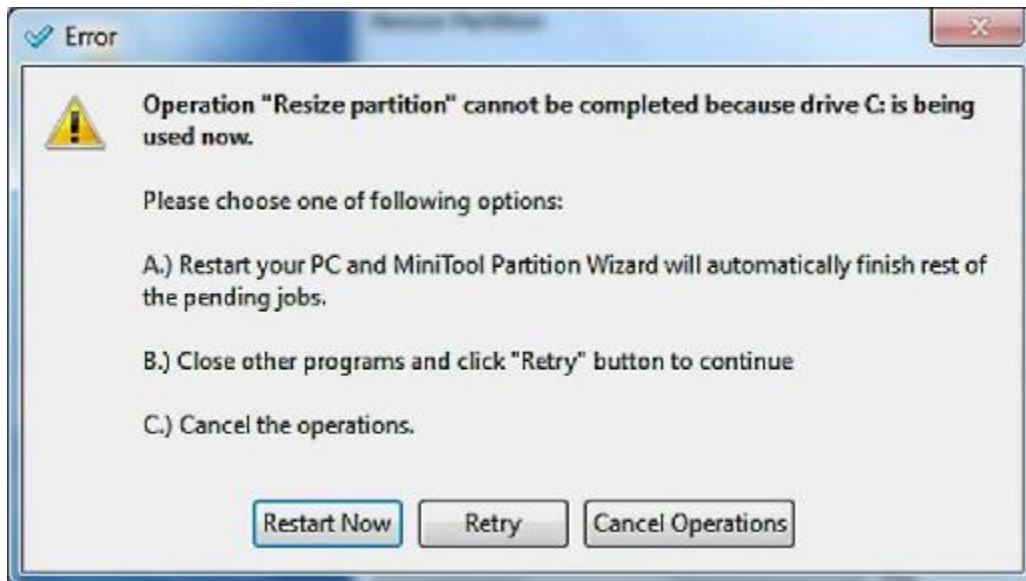 Resize Partition
Error
Operation "Resize partition" cannot be completed because drive C: is being
used now.
Please choose one of following options:
A.) Restart your PC and MiniTool Partition Wizard will automatically finish rest of
the pending jobs.
B.) Close other programs and click "Retry" button to continue
C.) Cancel the operations.
Restart Now
Retry
Cancel Operations